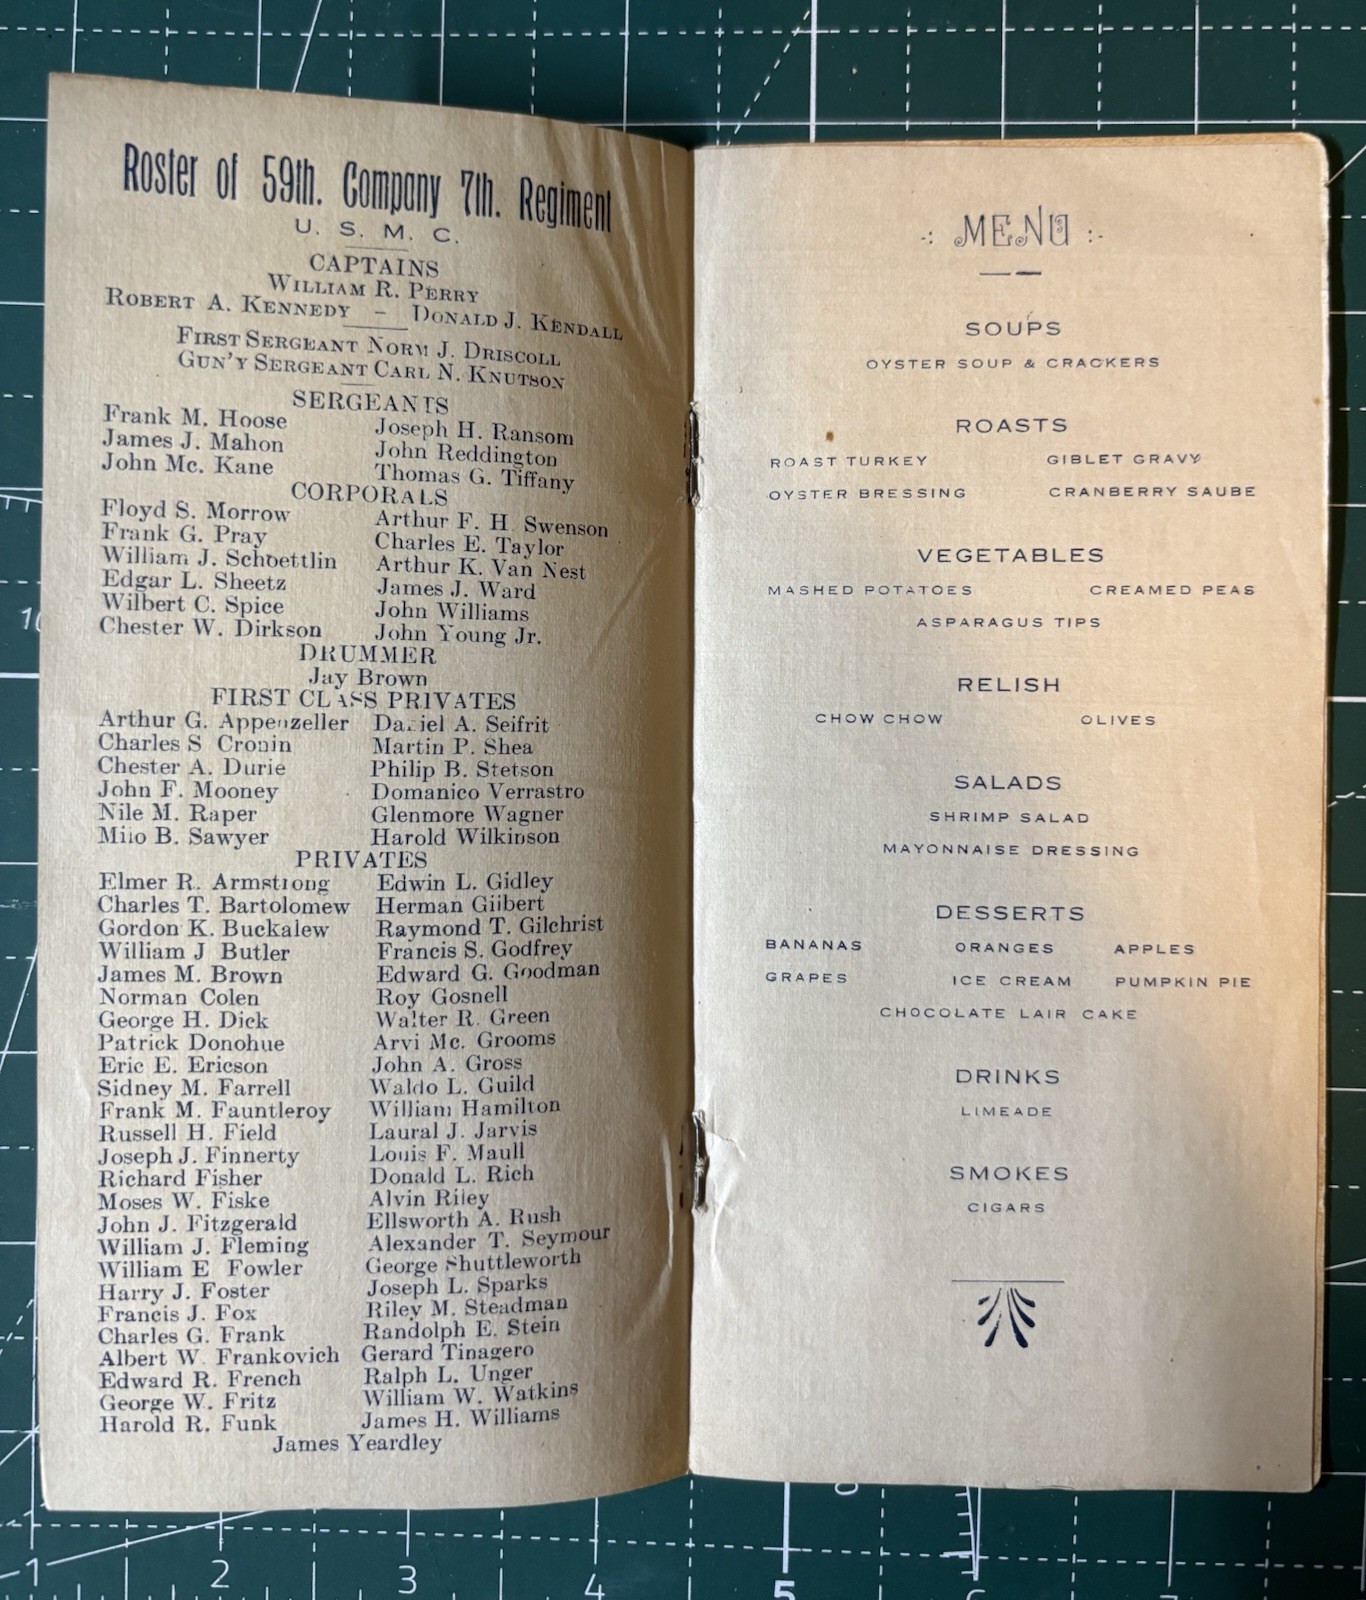 Roster of 59th. Company 7th. Regiment
U. S. M. C.
CAPTAINS
WILLIAM R. PERRY
ROBERT A. KENNEDY – DONALD J. KENDALL
FIRST SERGEANT NORM J. DRISCOLL
GUN'Y SERGEANT CARL N. KNUTSON
SERGEANTS
Frank M. Hoose Joseph H. Ransom
James J. Mahon John Reddington
John Mc. Kane Thomas G. Tiffany
CORPORALS
Floyd S. Morrow Arthur F. H. Swenson
Frank G. Pray Charles E. Taylor
William J. Schoettlin Arthur K. Van Nest
Edgar L. Sheetz James J. Ward
Wilbert C. Spice John Williams
Chester W. Dirkson John Young Jr.
DRUMMER
Jay Brown
FIRST CLASS PRIVATES
Arthur G. Appenzeller Daniel A. Seifrit
Charles S Cronin Martin P. Shea
Chester A. Durie Philip B. Stetson
John F. Mooney Domanico Verrastro
Nile M. Raper Glenmore Wagner
Milo B. Sawyer Harold Wilkinson
PRIVATES
Elmer R. Armstrong Edwin L. Gidley
Charles T. Bartolomew Herman Gilbert
Gordon K. Buckalew Raymond T. Gilchrist
William J Butler Francis S. Godfrey
James M. Brown Edward G. Goodman
Norman Colen Roy Gosnell
George H. Dick Walter R. Green
Patrick Donohue Arvi Mc. Grooms
Eric E. Ericson John A. Gross
Sidney M. Farrell Waldo L. Guild
Frank M. Fauntleroy William Hamilton
Russell H. Field Laural J. Jarvis
Joseph J. Finnerty Louis F. Maull
Richard Fisher Donald L. Rich
Moses W. Fiske Alvin Riley
John J. Fitzgerald Ellsworth A. Rush
William J. Fleming Alexander T. Seymour
William E Fowler George Shuttleworth
Harry J. Foster Joseph L. Sparks
Francis J. Fox Riley M. Steadman
Charles G. Frank Randolph E. Stein
Albert W. Frankovich Gerard Tinagero
Edward R. French Ralph L. Unger
George W. Fritz William W. Watkins
Harold R. Funk James H. Williams
James Yeardley
MENU
SOUPS
OYSTER SOUP & CRACKERS
ROASTS
ROAST TURKEY GIBLET GRAVY
OYSTER BRESSING CRANBERRY SAUBE
VEGETABLES
MASHED POTATOES CREAMED PEAS
ASPARAGUS TIPS
RELISH
CHOW CHOW OLIVES
SALADS
SHRIMP SALAD
MAYONNAISE DRESSING
DESSERTS
BANANAS ORANGES APPLES
GRAPES ICE CREAM PUMPKIN PIE
CHOCOLATE LAIR CAKE
DRINKS
LIMEADE
SMOKES
CIGARS
10
1 2 3 4 5